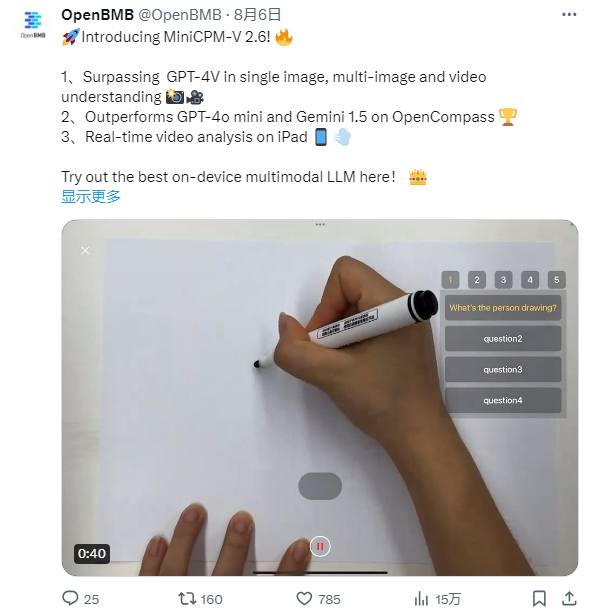 OpenBMB @OpenBMB · 8月6日
OpenBMB
🚀Introducing MiniCPM-V 2.6! 🔥
1、Surpassing GPT-4V in single image, multi-image and video
understanding 📸🎥
2、Outperforms GPT-4o mini and Gemini 1.5 on OpenCompass 🏆
3、Real-time video analysis on iPad 📱💨
Try out the best on-device multimodal LLM here！ 👑
显示更多
1 2 3 4 5
What's the person drawing?
question2
question3
question4
0:40
25 160 785 15万